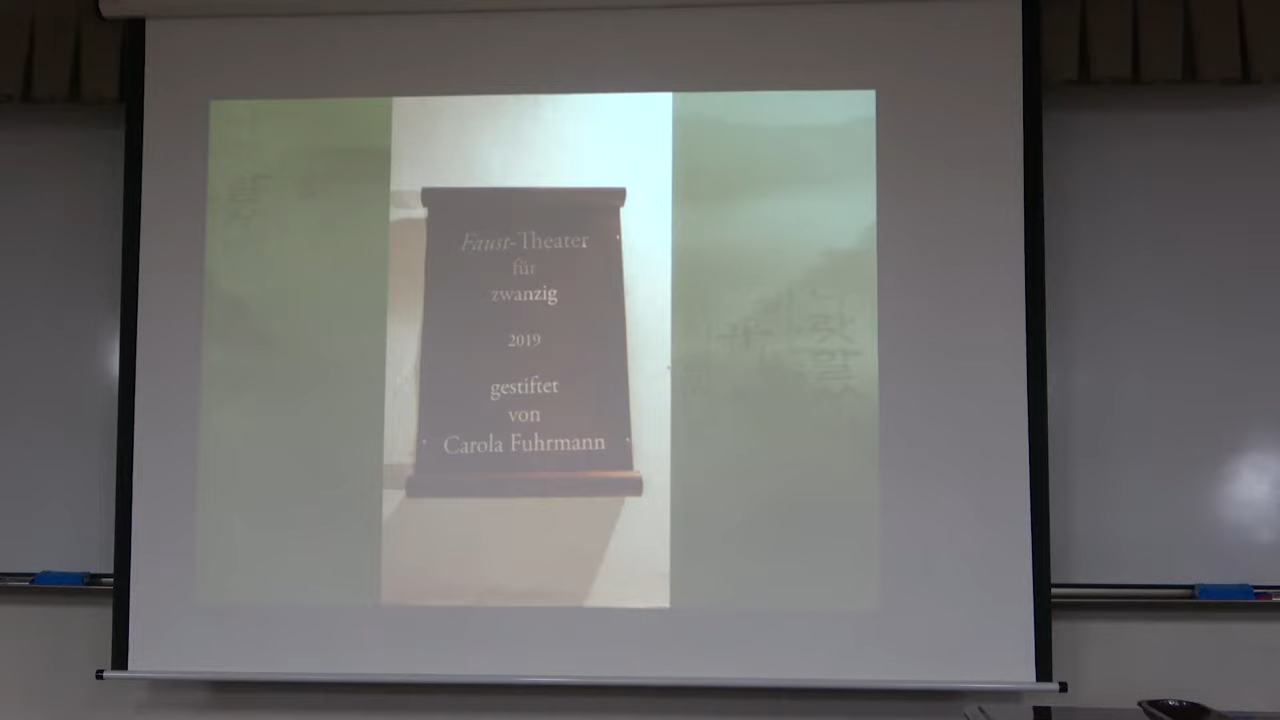 Faust-Theater
für
zwanzig
2019
gestiftet
von
Carola Fuhrmann